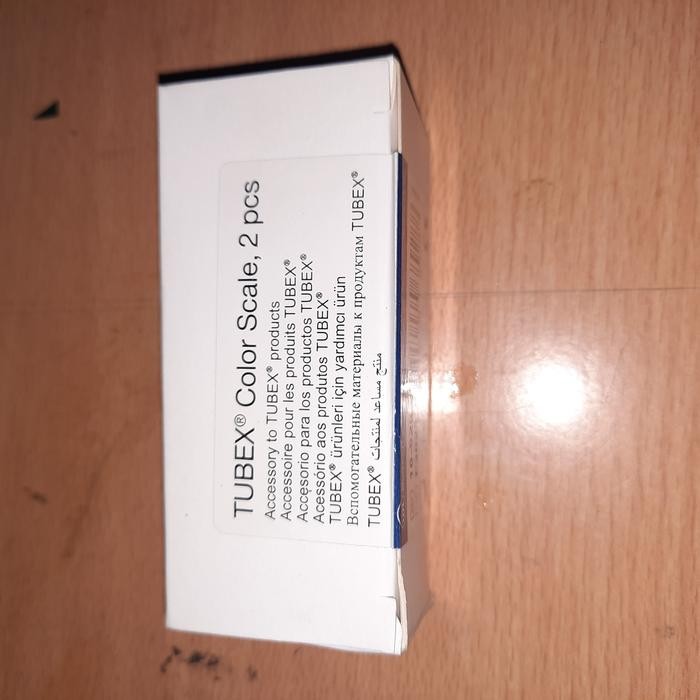 TUBEX® Color Scale, 2 pcs
Accessory to TUBEX® products
Accessoire pour les produits TUBEX®
Accesorio para los productos TUBEX®
Acessório aos produtos TUBEX®
TUBEX® ürünleri için yardımcı ürün
Вспомогательные материалы к продуктам TUBEX®
منتج مساعد لمنتجات TUBEX®